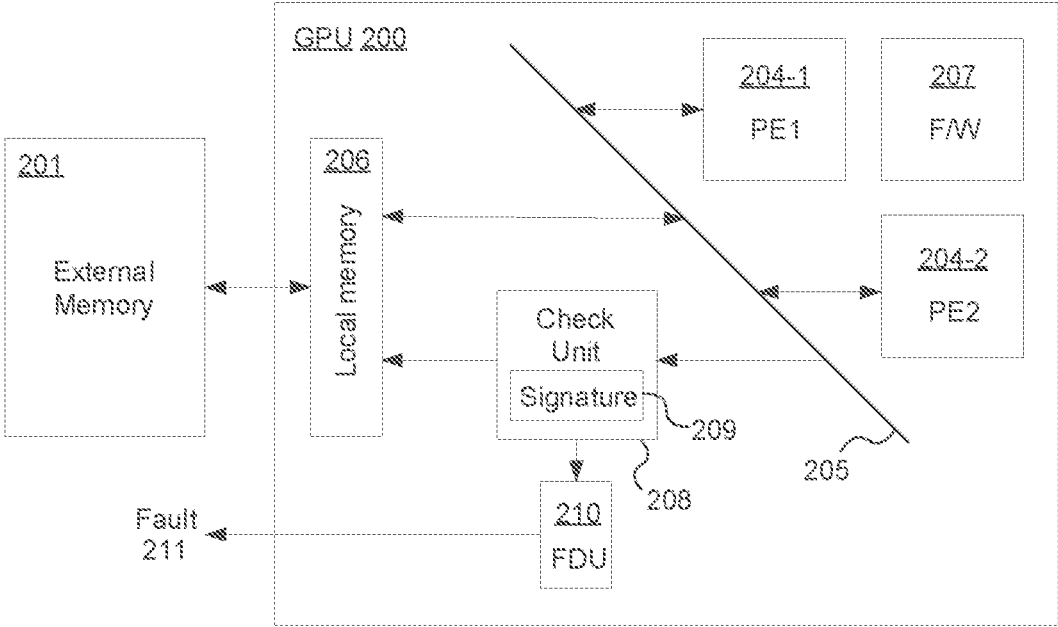 GPU 200
204-1
PE1
207
F/W
201
External
Memory
206
Local memory
204-2
PE2
Check
Unit
Signature
209
205
208
210
FDU
Fault
211